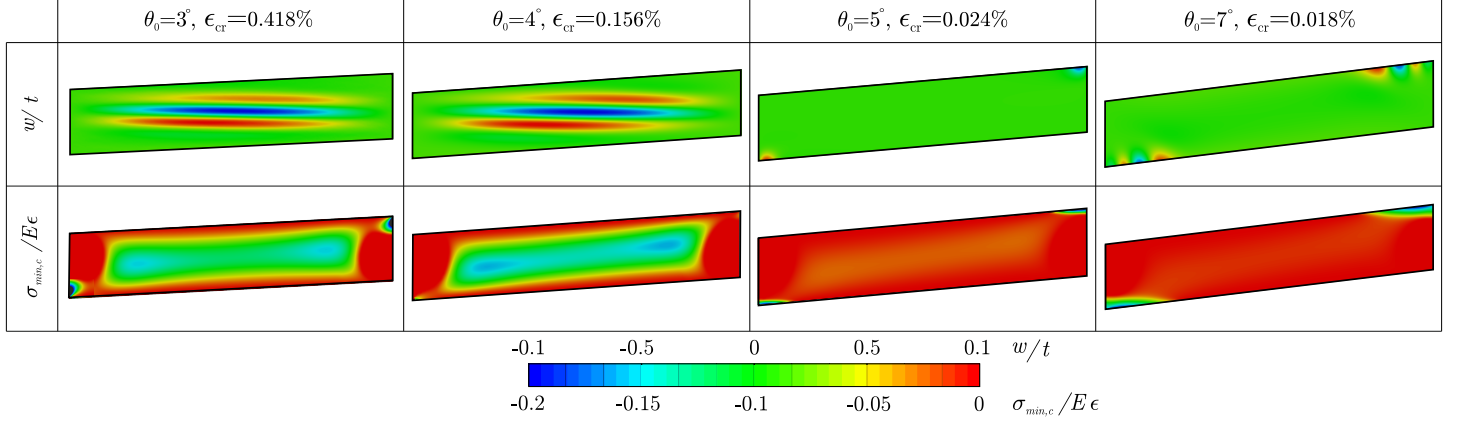 θ₀=3°, ϵcr=0.418%
θ₀=4°, ϵcr=0.156%
θ₀=5°, ϵcr=0.024%
θ₀=7°, ϵcr=0.018%
w/t
σmin,c/Eϵ
-0.1 -0.5 0 0.5 0.1 w/t
-0.2 -0.15 -0.1 -0.05 0 σmin,c/Eϵ